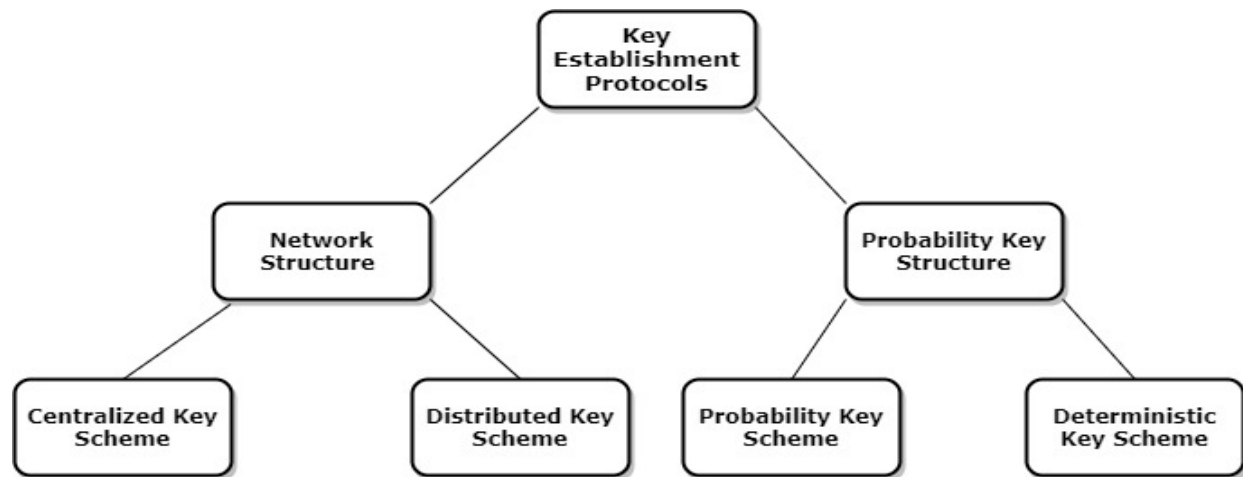 Key
Establishment
Protocols
Network
Structure
Probability Key
Structure
Centralized Key
Scheme
Distributed Key
Scheme
Probability Key
Scheme
Deterministic
Key Scheme